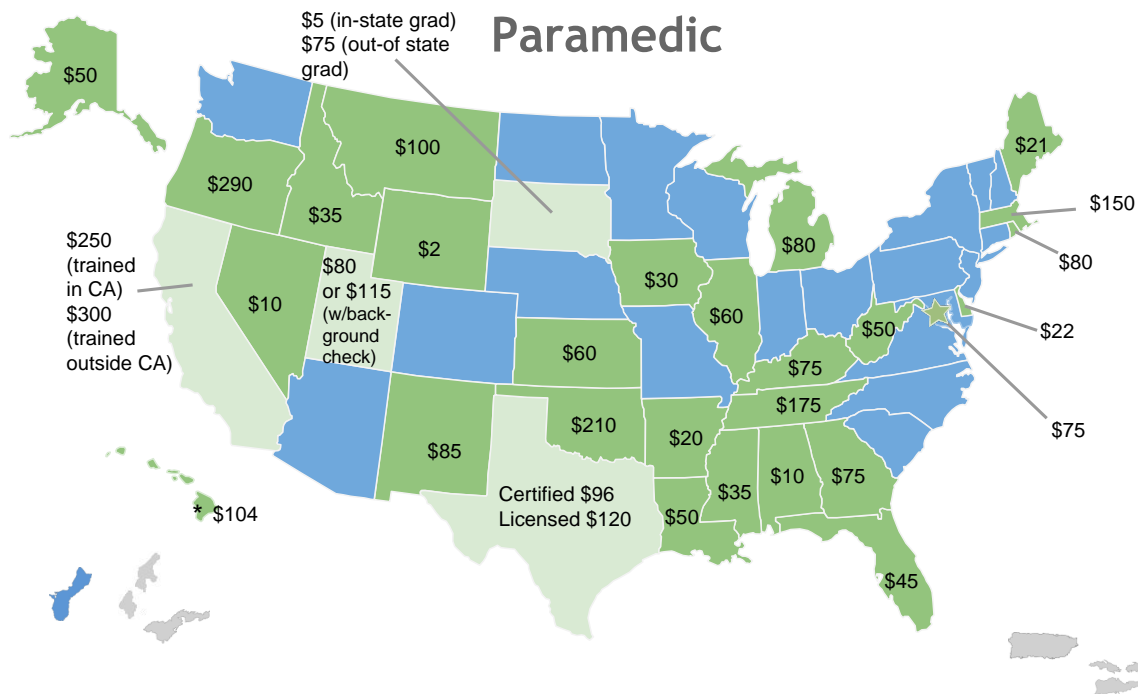 Paramedic
$5 (in-state grad)
$75 (out-of state
grad)
$50
$100
$21
$290
$150
$35
$250
(trained
in CA)
$300
(trained
outside CA)
$2
$80
$80
$80
or $115
(w/back-
ground
check)
$30
$10
$60
$50
$22
$60
$75
$175
$75
$210
$20
$85
$35
$10
$75
Certified $96
Licensed $120
$50
* $104
$45